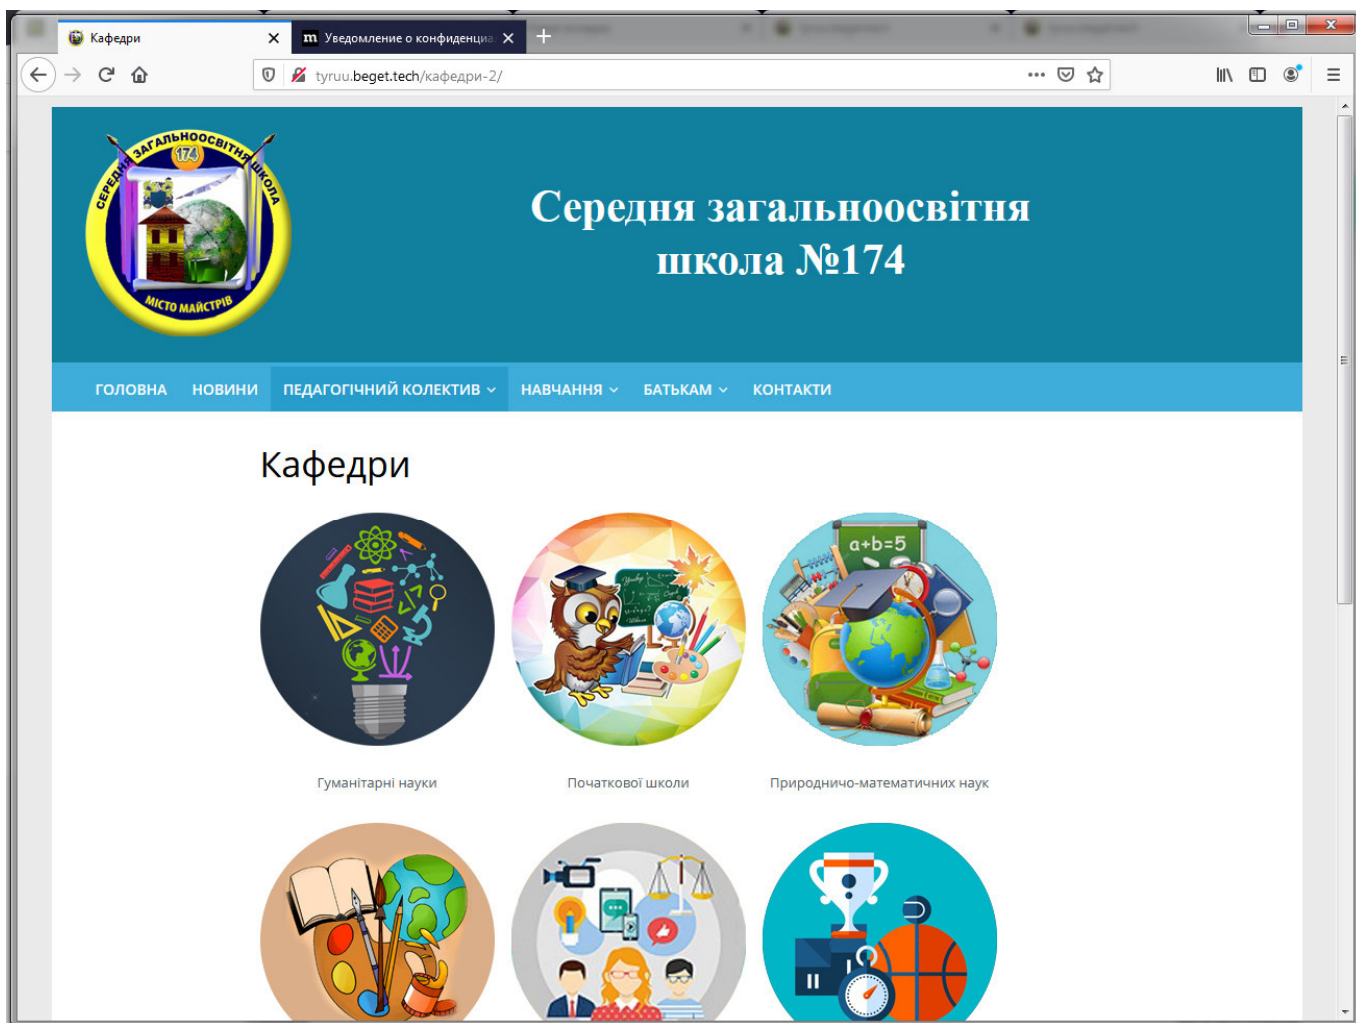 Кафедри
m Уведомление о конфиденциа
tyruu.beget.tech/кафедри-2/
СЕРЕДНЯ ЗАГАЛЬНООСВІТНЯ ШКОЛА
174
МІСТО МАЙСТРІВ
Середня загальноосвітня
школа №174
ГОЛОВНА НОВИНИ ПЕДАГОГІЧНИЙ КОЛЕКТИВ НАВЧАННЯ БАТЬКАМ КОНТАКТИ
Кафедри
a+b=5
Гуманітарні науки Початкової школи Природничо-математичних наук